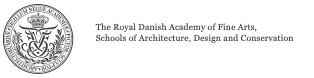 The Royal Danish Academy of Fine Arts,
Schools of Architecture, Design and Conservation